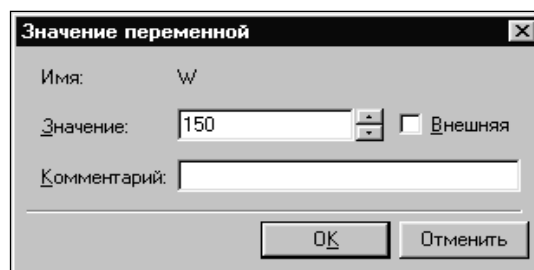 Значение переменной
Имя: W
Значение: 150 Внешняя
Комментарий:
OK Отменить